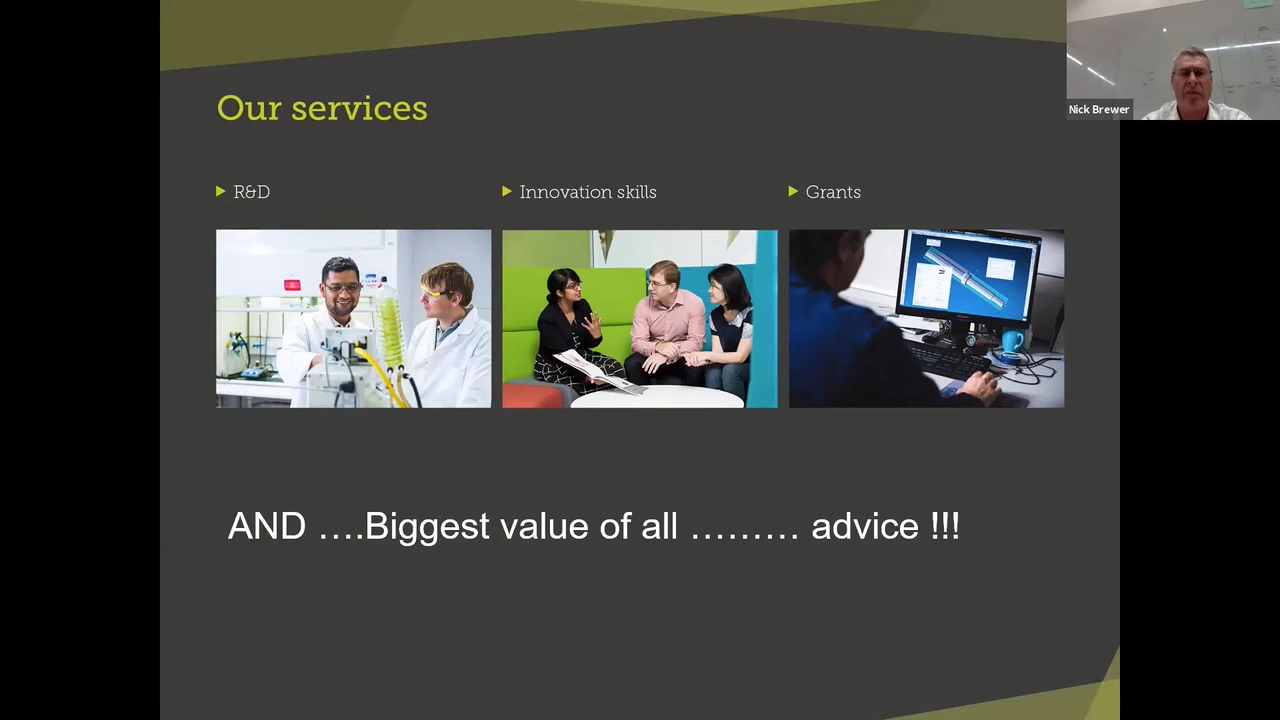 Our services
R&D
Innovation skills
Grants
AND ….Biggest value of all ……… advice !!!
Nick Brewer